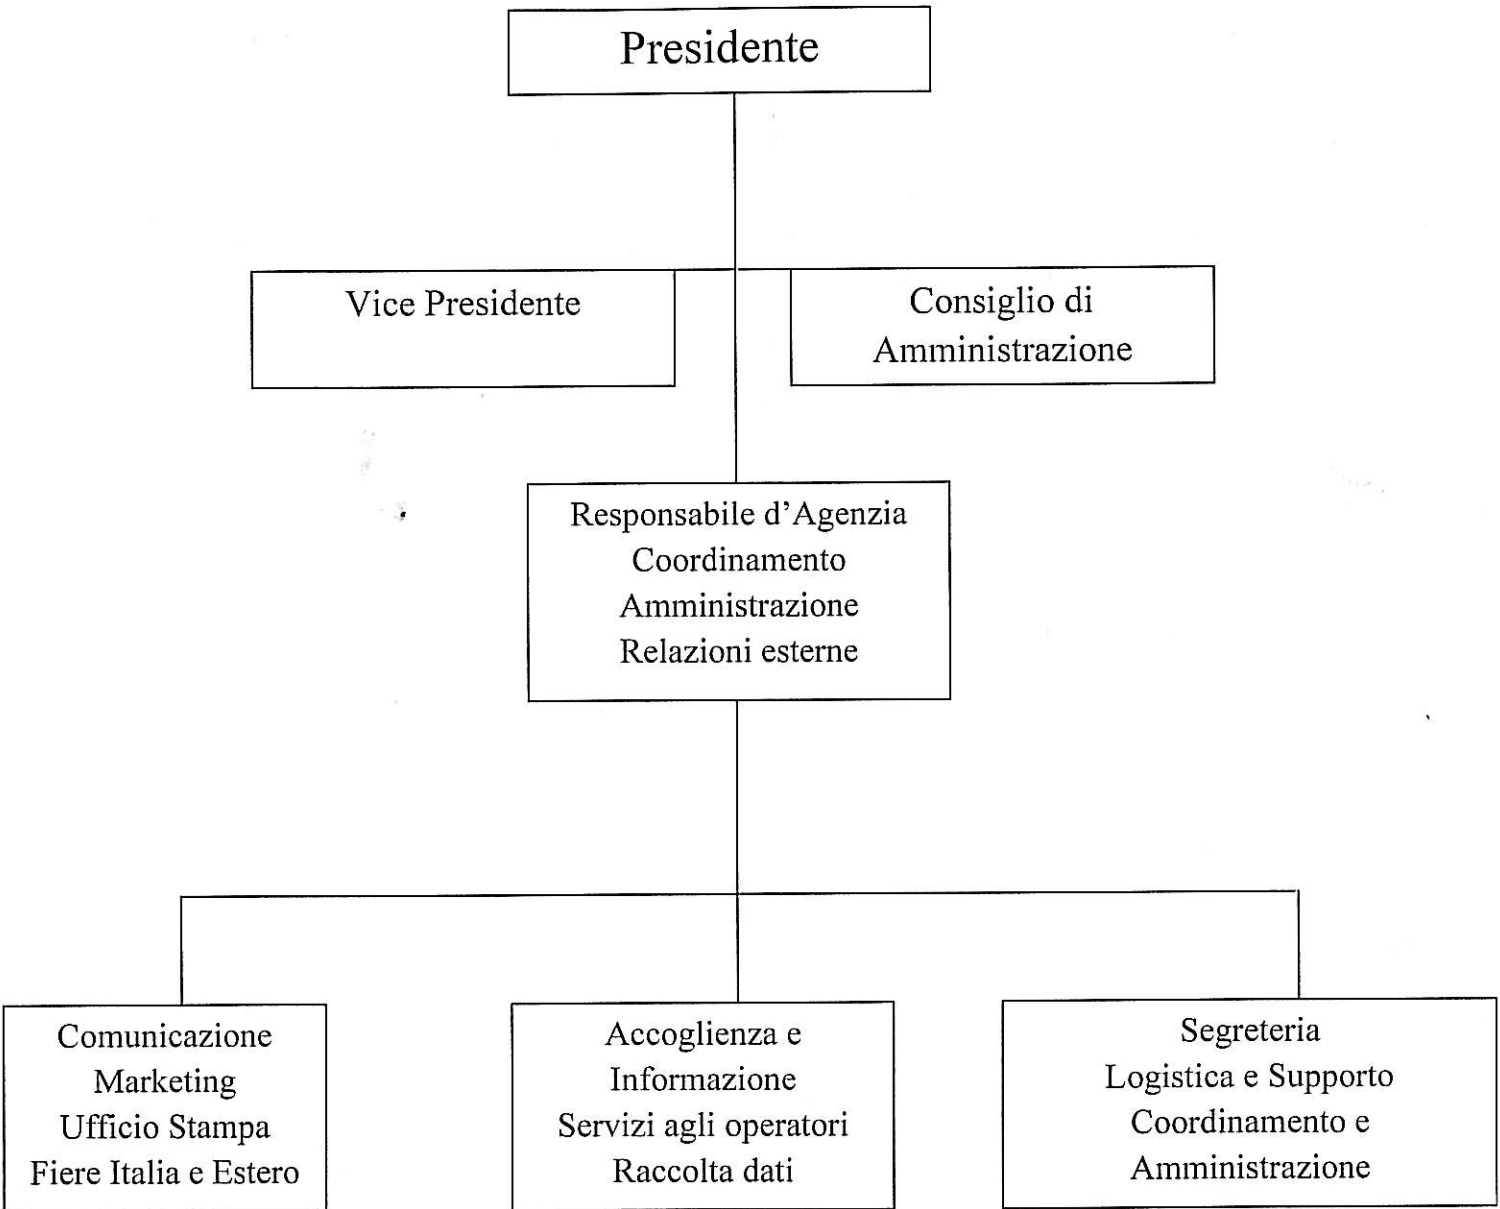 Presidente
Vice Presidente
Consiglio di
Amministrazione
Responsabile d’Agenzia
Coordinamento
Amministrazione
Relazioni esterne
Comunicazione
Marketing
Ufficio Stampa
Fiere Italia e Estero
Accoglienza e
Informazione
Servizi agli operatori
Raccolta dati
Segreteria
Logistica e Supporto
Coordinamento e
Amministrazione